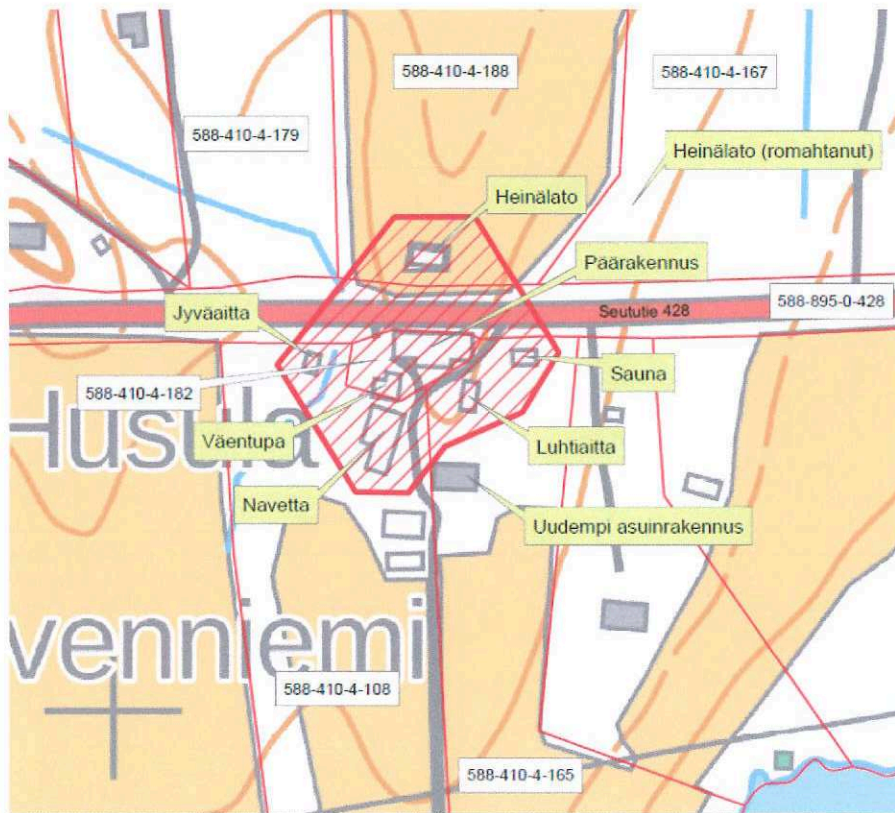 588-410-4-188
588-410-4-167
588-410-4-179
Heinälato (romahtanut)
Heinälato
Päärakennus
588-895-0-428
Seututie 428
Jyväaitta
Sauna
588-410-4-182
Husula
Väentupa
Luhtiaitta
Navetta
Uudempi asuinrakennus
venniemi
588-410-4-108
588-410-4-165